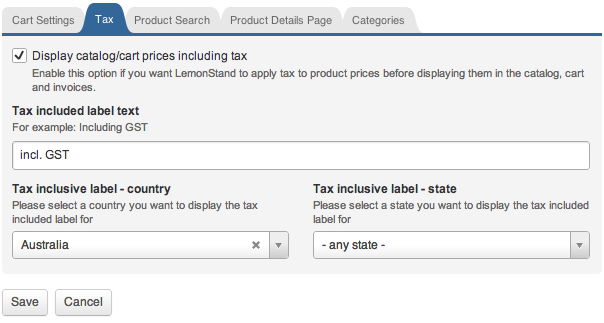 Cart Settings Tax Product Search Product Details Page Categories
Display catalog/cart prices including tax
Enable this option if you want LemonStand to apply tax to product prices before displaying them in the catalog, cart
and invoices.
Tax included label text
For example: Including GST
incl. GST
Tax inclusive label - country
Please select a country you want to display the tax
included label for
Australia
Tax inclusive label - state
Please select a state you want to display the tax included
label for
- any state -
Save Cancel